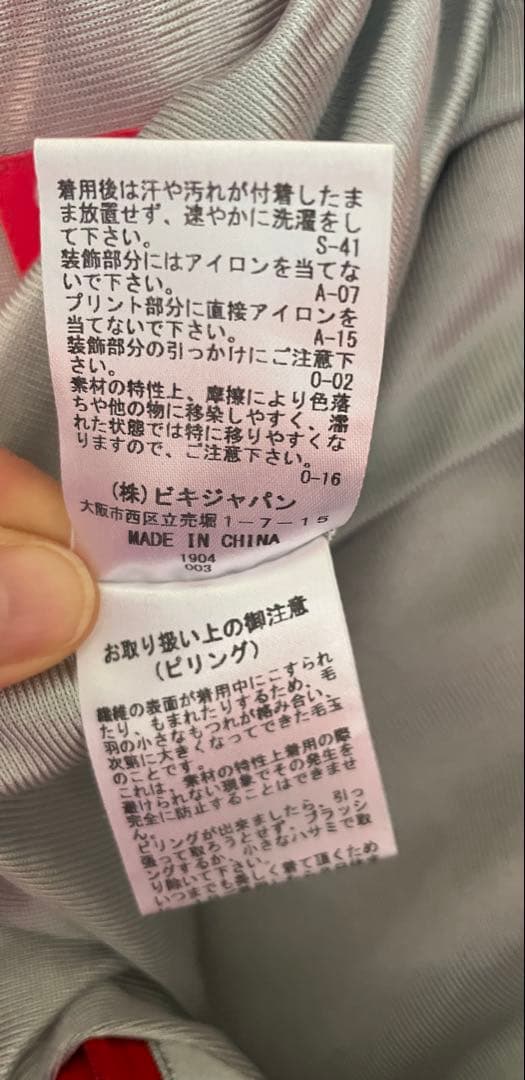 着用後は汗や汚れが付着したま
ま放置せず、速やかに洗濯をし
て下さい。 S-41
装飾部分にはアイロンを当てな
いで下さい。 A-07
プリント部分に直接アイロンを
当てないで下さい。 A-15
装飾部分の引っかけにご注意下
さい。 O-02
素材の特性上、摩擦により色落
ちや他の物に移染しやすく、濡
れた状態では特に移りやすくな
りますので、ご注意下さい。
O-16
(株)ビキジャパン
大阪市西区立売堀1-7-15
MADE IN CHINA
1904
003
お取り扱い上の御注意
(ピリング)
繊維の表面が着用中にこすられ
たり、もまれたりするため、毛
羽の小さなもつれが絡み合い、
次第に大きくなってできた毛玉
のことです。
これは、素材の特性上着用の際
避けられない現象でその発生を
完全に防止することはできませ
ん。
ピリングが出来ましたら、引っ
張って取ろうとせず、ブラッシ
ングするか、小さなハサミで取
り除いて下さい。
いつまでも美しく着て頂くため